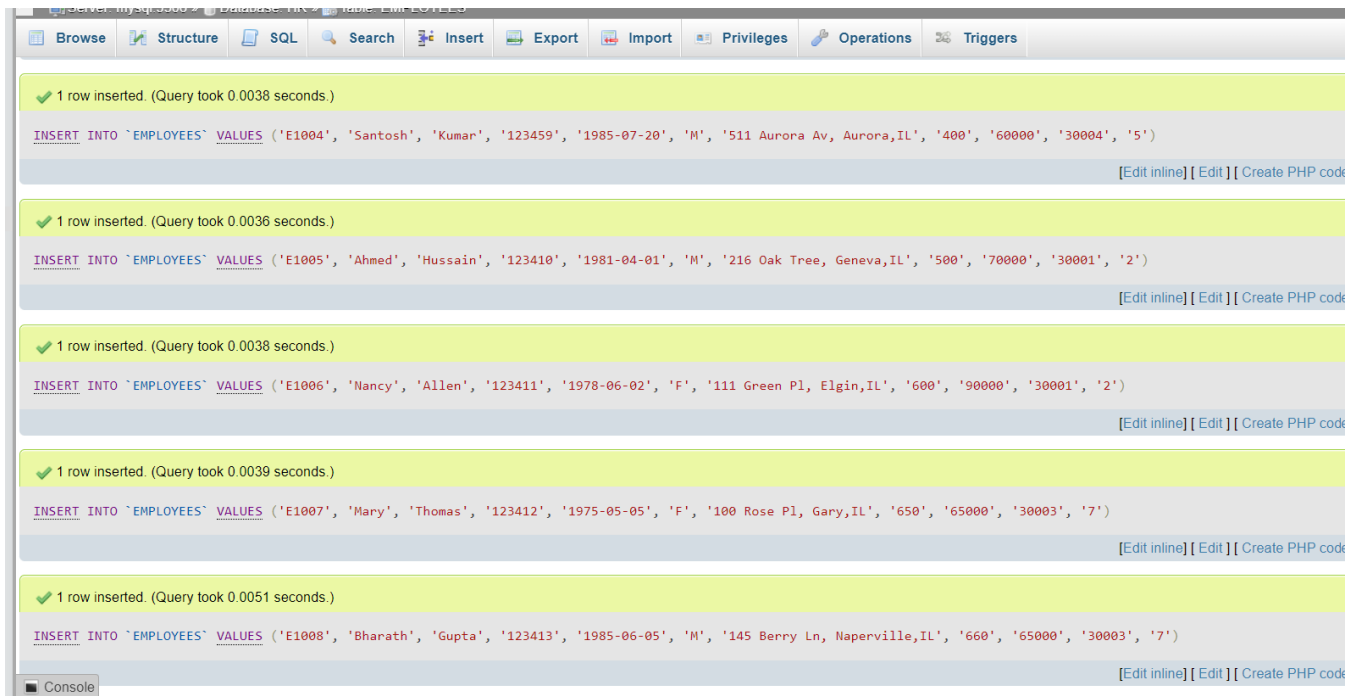 Server: mysql:3306 » Database: HR » Table: EMPLOYEES
Browse Structure SQL Search Insert Export Import Privileges Operations Triggers
1 row inserted. (Query took 0.0038 seconds.)
INSERT INTO `EMPLOYEES` VALUES ('E1004', 'Santosh', 'Kumar', '123459', '1985-07-20', 'M', '511 Aurora Av, Aurora,IL', '400', '60000', '30004', '5')
[Edit inline] [ Edit ] [ Create PHP code
1 row inserted. (Query took 0.0036 seconds.)
INSERT INTO `EMPLOYEES` VALUES ('E1005', 'Ahmed', 'Hussain', '123410', '1981-04-01', 'M', '216 Oak Tree, Geneva,IL', '500', '70000', '30001', '2')
[Edit inline] [ Edit ] [ Create PHP code
1 row inserted. (Query took 0.0038 seconds.)
INSERT INTO `EMPLOYEES` VALUES ('E1006', 'Nancy', 'Allen', '123411', '1978-06-02', 'F', '111 Green Pl, Elgin,IL', '600', '90000', '30001', '2')
[Edit inline] [ Edit ] [ Create PHP code
1 row inserted. (Query took 0.0039 seconds.)
INSERT INTO `EMPLOYEES` VALUES ('E1007', 'Mary', 'Thomas', '123412', '1975-05-05', 'F', '100 Rose Pl, Gary,IL', '650', '65000', '30003', '7')
[Edit inline] [ Edit ] [ Create PHP code
1 row inserted. (Query took 0.0051 seconds.)
INSERT INTO `EMPLOYEES` VALUES ('E1008', 'Bharath', 'Gupta', '123413', '1985-06-05', 'M', '145 Berry Ln, Naperville,IL', '660', '65000', '30003', '7')
[Edit inline] [ Edit ] [ Create PHP code
Console